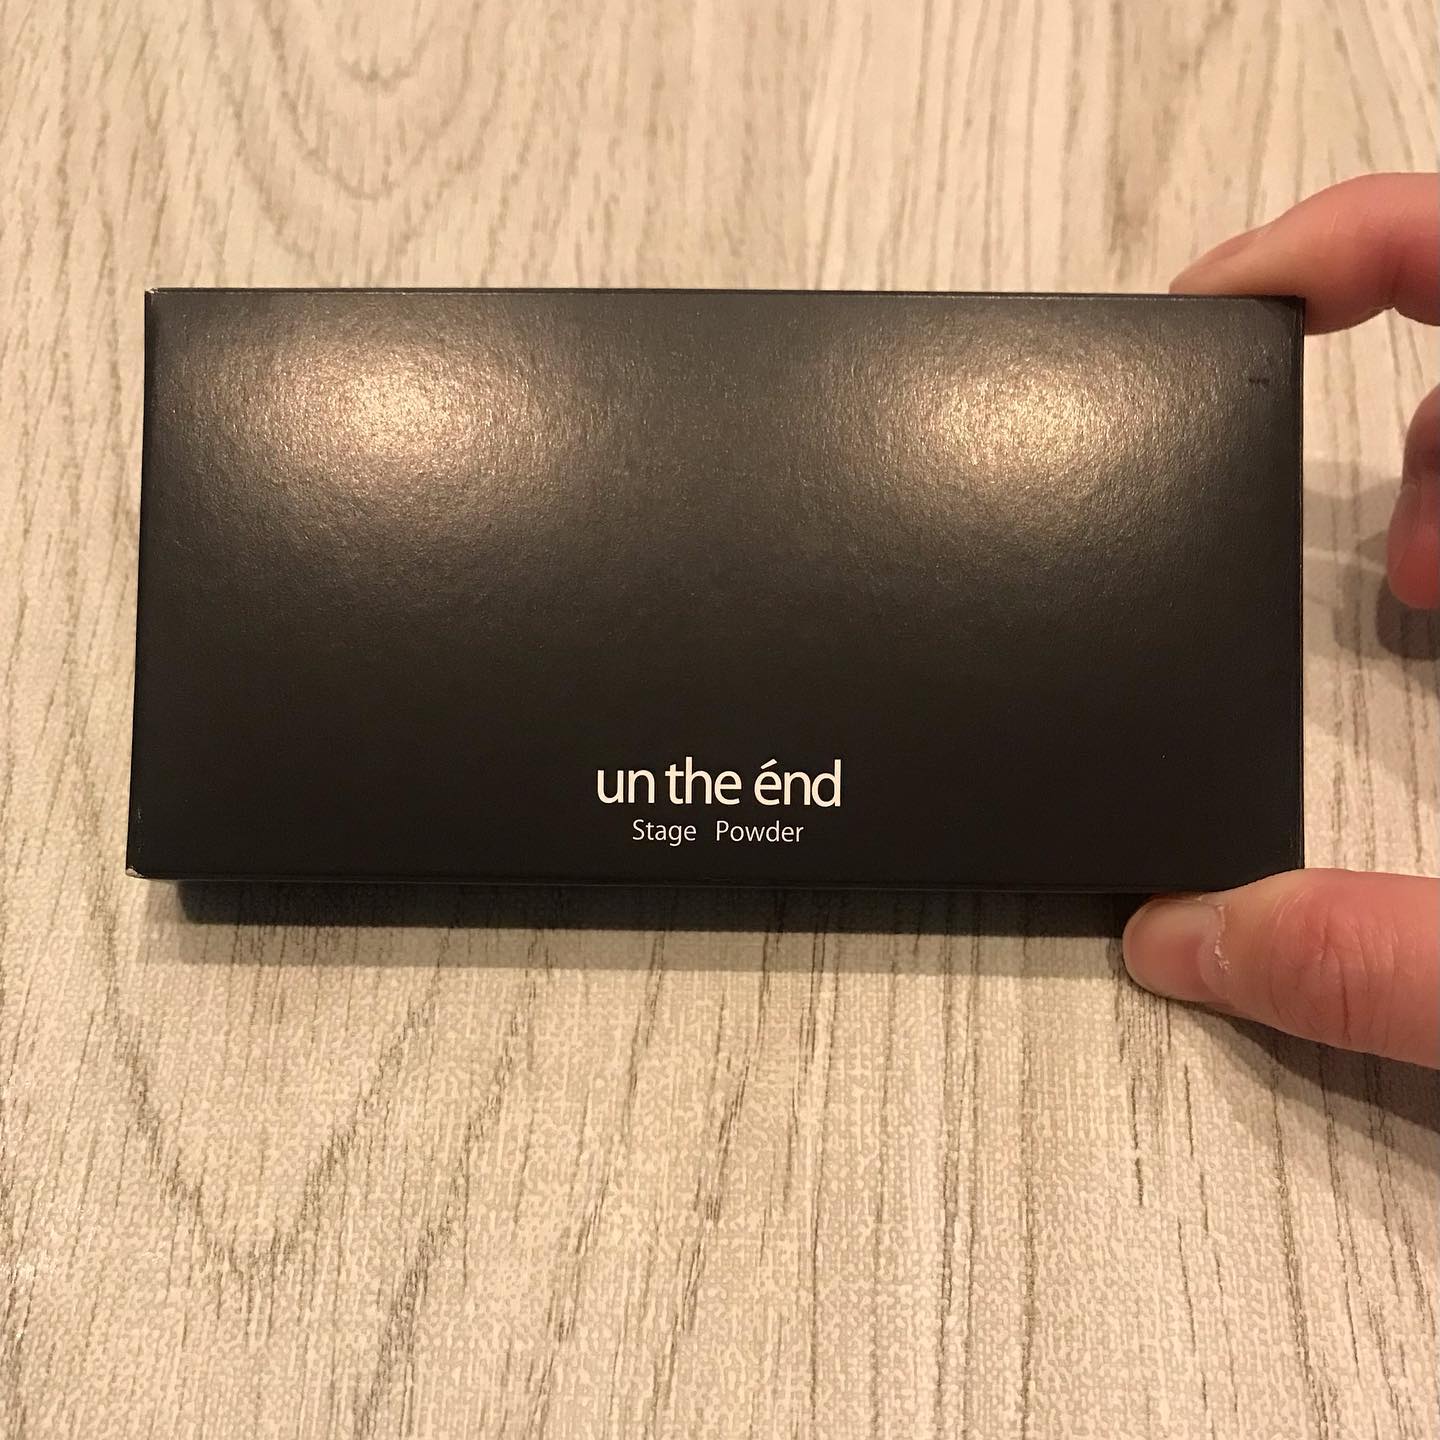 un the énd
Stage Powder